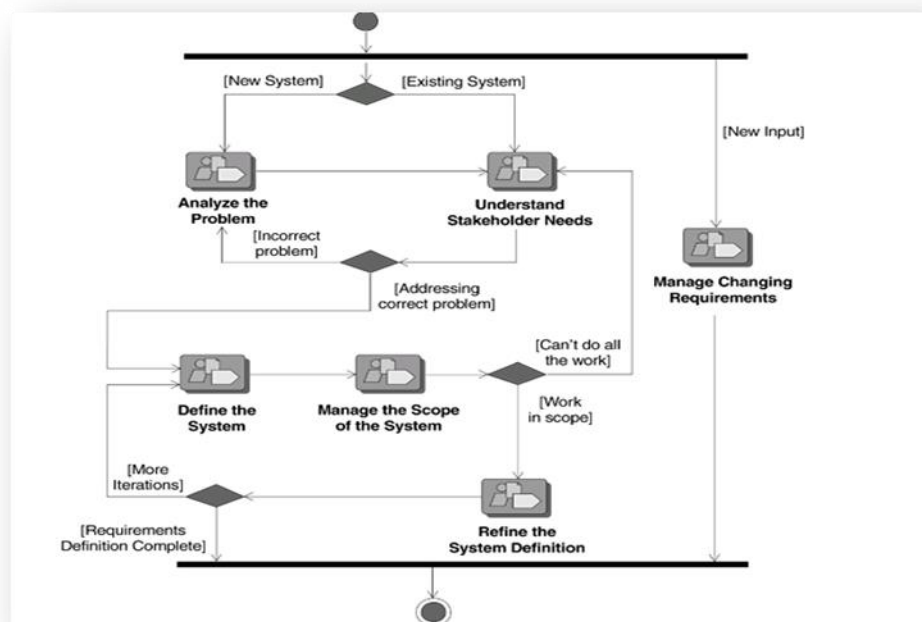 [New System]
[Existing System]
[New Input]
Analyze the
Problem
Understand
Stakeholder Needs
[Incorrect
problem]
[Addressing
correct problem]
Manage Changing
Requirements
[Can't do all
the work]
Define the
System
Manage the Scope
of the System
[Work
in scope]
[More
Iterations]
[Requirements
Definition Complete]
Refine the
System Definition